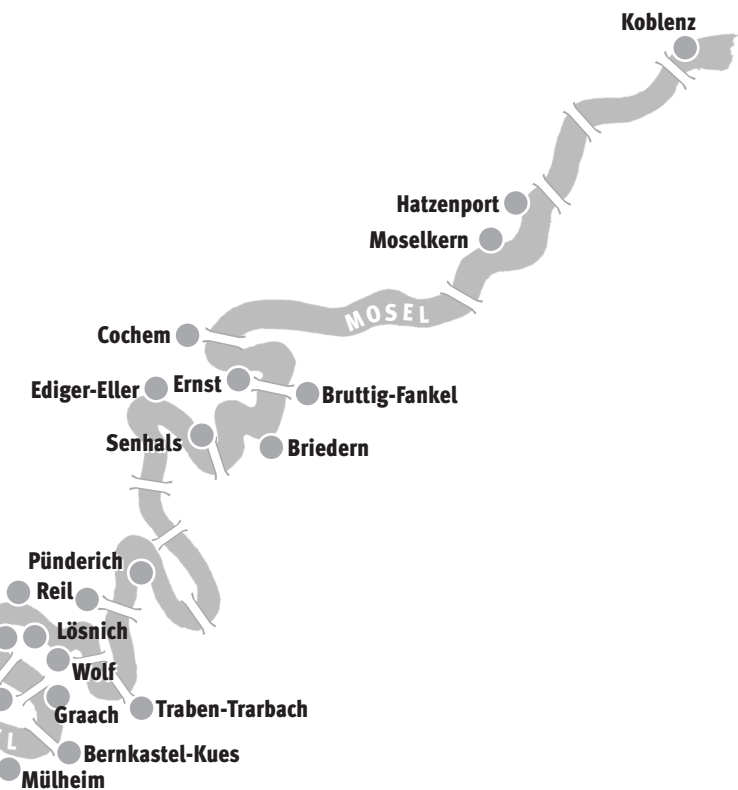 Koblenz
Hatzenport
Moselkern
MOSEL
Cochem
Ediger-Eller
Ernst
Bruttig-Fankel
Senhals
Briedern
Pünderich
Reil
Lösnich
Wolf
Graach
Traben-Trarbach
L
Bernkastel-Kues
Mülheim